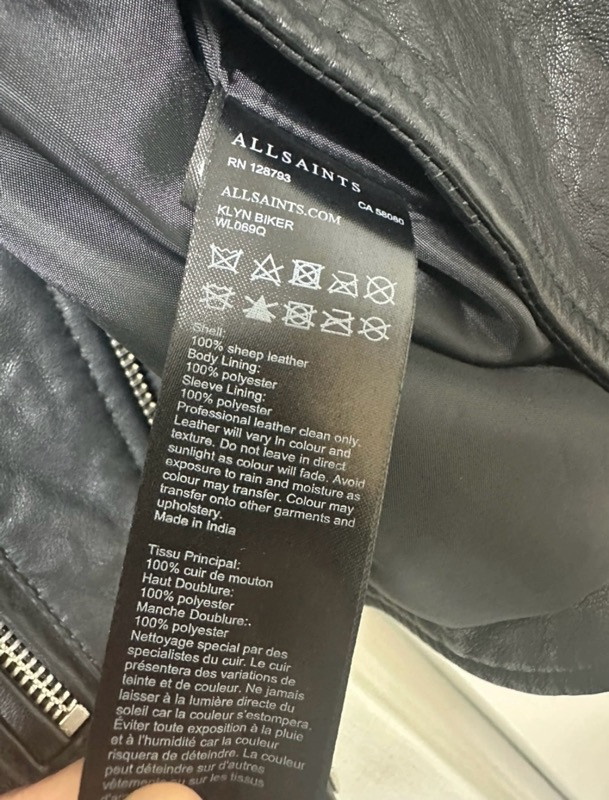 ALLSAINTS
RN 128793
CA 58080
ALLSAINTS.COM
KLYN BIKER
WL069Q
Shell:
100% sheep leather
Body Lining:
100% polyester
Sleeve Lining:
100% polyester
Professional leather clean only.
Leather will vary in colour and
texture. Do not leave in direct
sunlight as colour will fade. Avoid
exposure to rain and moisture as
colour may transfer. Colour may
transfer onto other garments and
upholstery.
Made in India
Tissu Principal:
100% cuir de mouton
Haut Doublure:
100% polyester
Manche Doublure:.
100% polyester
Nettoyage special par des
specialistes du cuir. Le cuir
présentera des variations de
teinte et de couleur. Ne jamais
laisser à la lumière directe du
soleil car la couleur s'estompera.
Éviter toute exposition à la pluie
et à l'humidité car la couleur
risquera de déteindre. La couleur
peut déteindre sur d'autres
vêtements ou sur les tissus